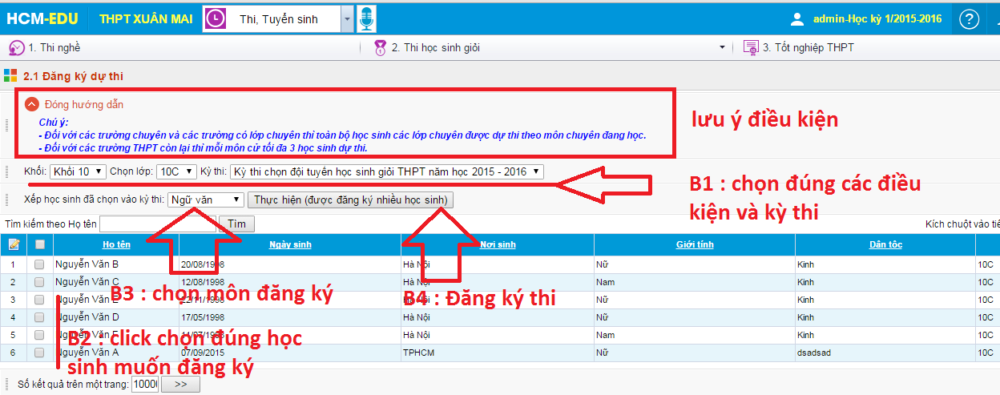 HCM-EDU THPT XUÂN MAI Thi, Tuyển sinh admin-Học kỳ 1/2015-2016 ?
1. Thi nghề 2. Thi học sinh giỏi 3. Tốt nghiệp THPT
2.1 Đăng ký dự thi
Đóng hướng dẫn
Chú ý:
- Đối với các trường chuyên và các trường có lớp chuyên thì toàn bộ học sinh các lớp chuyên được dự thi theo môn chuyên đang học.
- Đối với các trường THPT còn lại thì mỗi môn cử tối đa 3 học sinh dự thi.
lưu ý điều kiện
Khối: Khối 10 Chọn lớp: 10C Kỳ thi: Kỳ thi chọn đội tuyển học sinh giỏi THPT năm học 2015 - 2016
B1 : chọn đúng các điều
kiện và kỳ thi
Xếp học sinh đã chọn vào kỳ thi: Ngữ văn Thực hiện (được đăng ký nhiều học sinh)
Tìm kiếm theo Họ tên Tìm Kích chuột vào
Họ tên Ngày sinh Nơi sinh Giới tính Dân tộc
1 Nguyễn Văn B 20/08/1998 Hà Nội Nữ Kinh 10C
2 Nguyễn Văn C 12/08/1998 Hà Nội Nam Kinh 10C
B3 : chọn môn đăng ký
B4 : Đăng ký thi
3 Nguyễn Văn E 22/11/1998 Hà Nội Nữ Kinh 10C
4 Nguyễn Văn D 17/05/1998 Hà Nội Nữ Kinh 10C
5 Nguyễn Văn Hà Nội Nam Kinh 10C
B2 : click chọn đúng học
sinh muốn đăng ký
6 Nguyễn Văn A 07/09/2015 TPHCM Nữ dsadsad 10C
Số kết quả trên một trang: >>